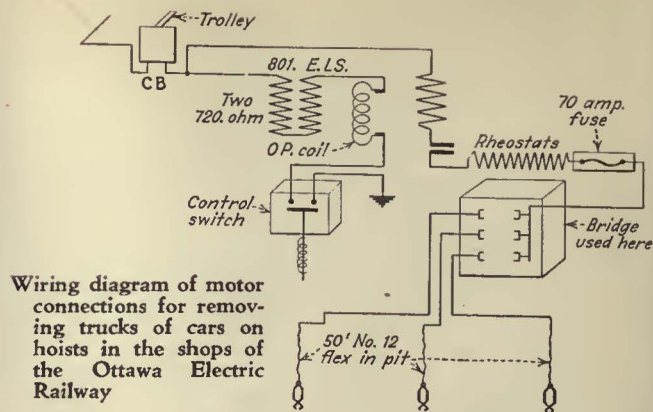 Trolley
CB
801. E.I.S.
Two
720. ohm
OP. coil
70 amp.
fuse
Rheostats
Control
switch
Bridge
used here
Wiring diagram of motor
connections for remov-
ing trucks of cars on
hoists in the shops of
the Ottawa Electric
Railway
50' No. 12
flex in pit